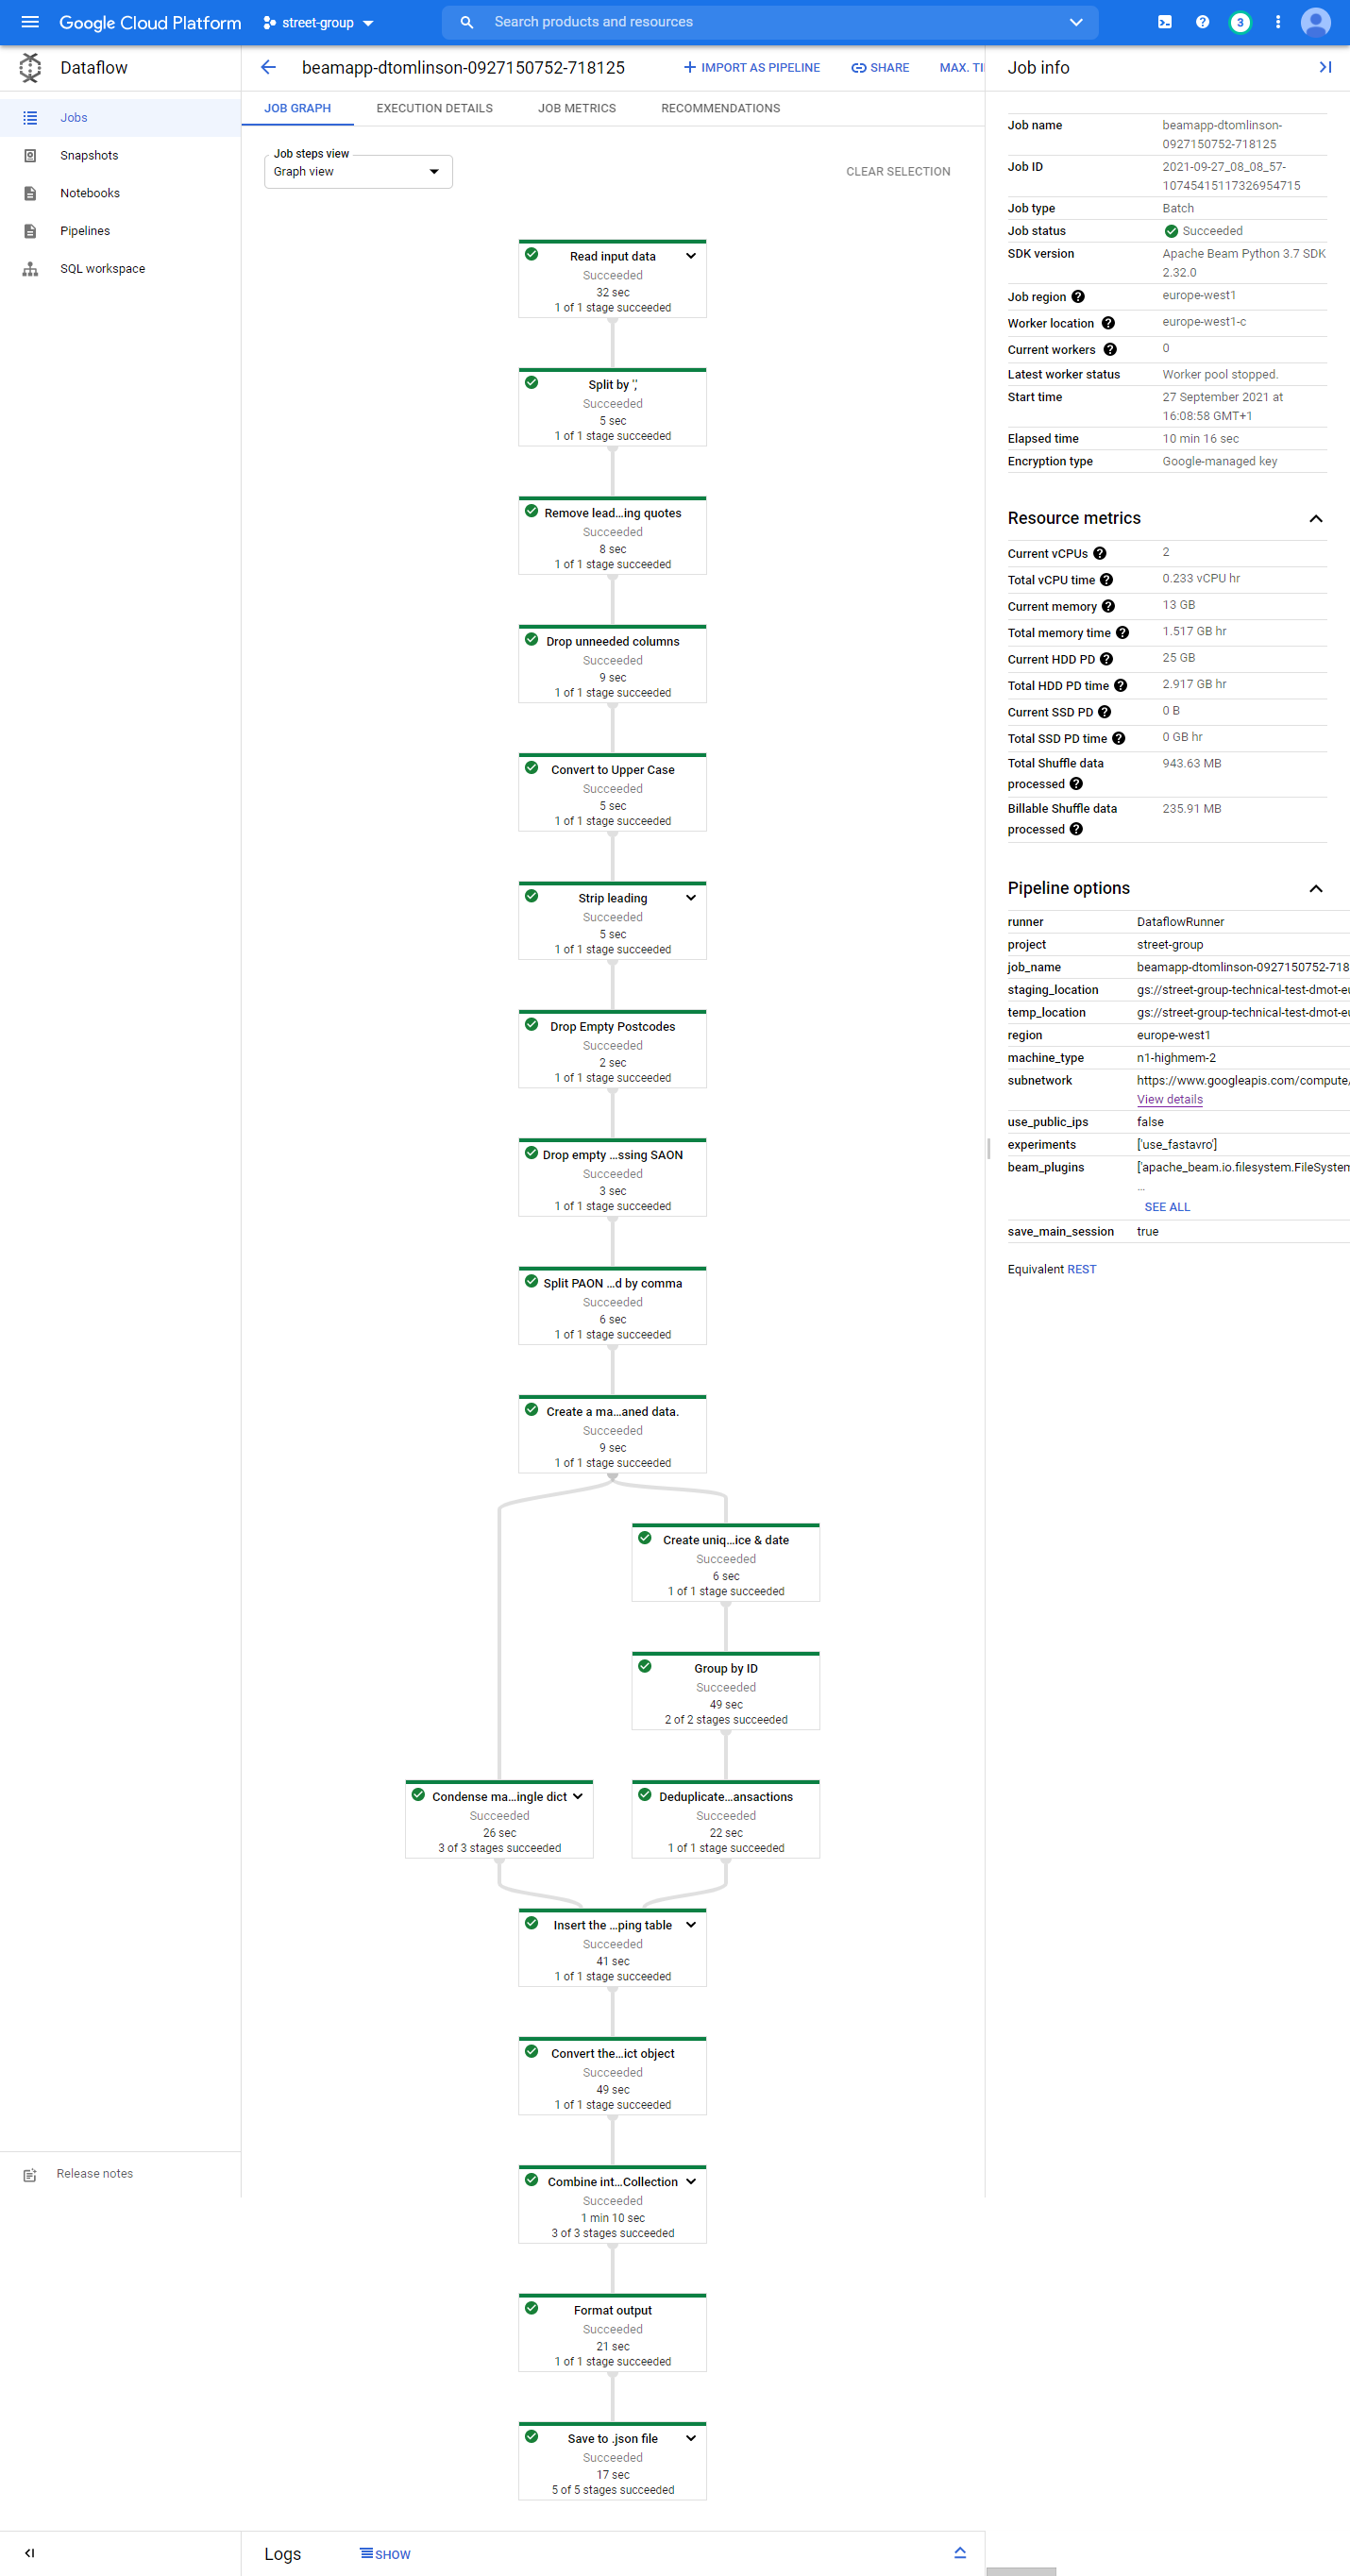 Google Cloud Platform
street-group
Search products and resources
3
Dataflow
Jobs
Snapshots
Notebooks
Pipelines
SQL workspace
Release notes
beamapp-dtomlinson-0927150752-718125
IMPORT AS PIPELINE
SHARE
MAX. TI
JOB GRAPH
EXECUTION DETAILS
JOB METRICS
RECOMMENDATIONS
Job steps view
Graph view
CLEAR SELECTION
Read input data
Succeeded
32 sec
1 of 1 stage succeeded
Split by ','
Succeeded
5 sec
1 of 1 stage succeeded
Remove lead...ing quotes
Succeeded
8 sec
1 of 1 stage succeeded
Drop unneeded columns
Succeeded
9 sec
1 of 1 stage succeeded
Convert to Upper Case
Succeeded
5 sec
1 of 1 stage succeeded
Strip leading
Succeeded
5 sec
1 of 1 stage succeeded
Drop Empty Postcodes
Succeeded
2 sec
1 of 1 stage succeeded
Drop empty ...ssing SAON
Succeeded
3 sec
1 of 1 stage succeeded
Split PAON ...d by comma
Succeeded
6 sec
1 of 1 stage succeeded
Create a ma...aned data.
Succeeded
9 sec
1 of 1 stage succeeded
Create uniq...ice & date
Succeeded
6 sec
1 of 1 stage succeeded
Group by ID
Succeeded
49 sec
2 of 2 stages succeeded
Condense ma...ingle dict
Succeeded
26 sec
3 of 3 stages succeeded
Deduplicate...ansactions
Succeeded
22 sec
1 of 1 stage succeeded
Insert the ...ping table
Succeeded
41 sec
1 of 1 stage succeeded
Convert the...ict object
Succeeded
49 sec
1 of 1 stage succeeded
Combine int...Collection
Succeeded
1 min 10 sec
3 of 3 stages succeeded
Format output
Succeeded
21 sec
1 of 1 stage succeeded
Save to .json file
Succeeded
17 sec
5 of 5 stages succeeded
Logs
SHOW
Job info
Job name beamapp-dtomlinson-
0927150752-718125
Job ID 2021-09-27_08_08_57-
10745415117326954715
Job type Batch
Job status Succeeded
SDK version Apache Beam Python 3.7 SDK
2.32.0
Job region europe-west1
Worker location europe-west1-c
Current workers 0
Latest worker status Worker pool stopped.
Start time 27 September 2021 at
16:08:58 GMT+1
Elapsed time 10 min 16 sec
Encryption type Google-managed key
Resource metrics
Current vCPUs 2
Total vCPU time 0.233 vCPU hr
Current memory 13 GB
Total memory time 1.517 GB hr
Current HDD PD 25 GB
Total HDD PD time 2.917 GB hr
Current SSD PD 0 B
Total SSD PD time 0 GB hr
Total Shuffle data 943.63 MB
processed
Billable Shuffle data 235.91 MB
processed
Pipeline options
runner DataflowRunner
project street-group
job_name beamapp-dtomlinson-0927150752-718
staging_location gs://street-group-technical-test-dmot-eu
temp_location gs://street-group-technical-test-dmot-eu
region europe-west1
machine_type n1-highmem-2
subnetwork https://www.googleapis.com/compute/
View details
use_public_ips false
experiments ['use_fastavro']
beam_plugins ['apache_beam.io.filesystem.FileSystem
...
SEE ALL
save_main_session true
Equivalent REST